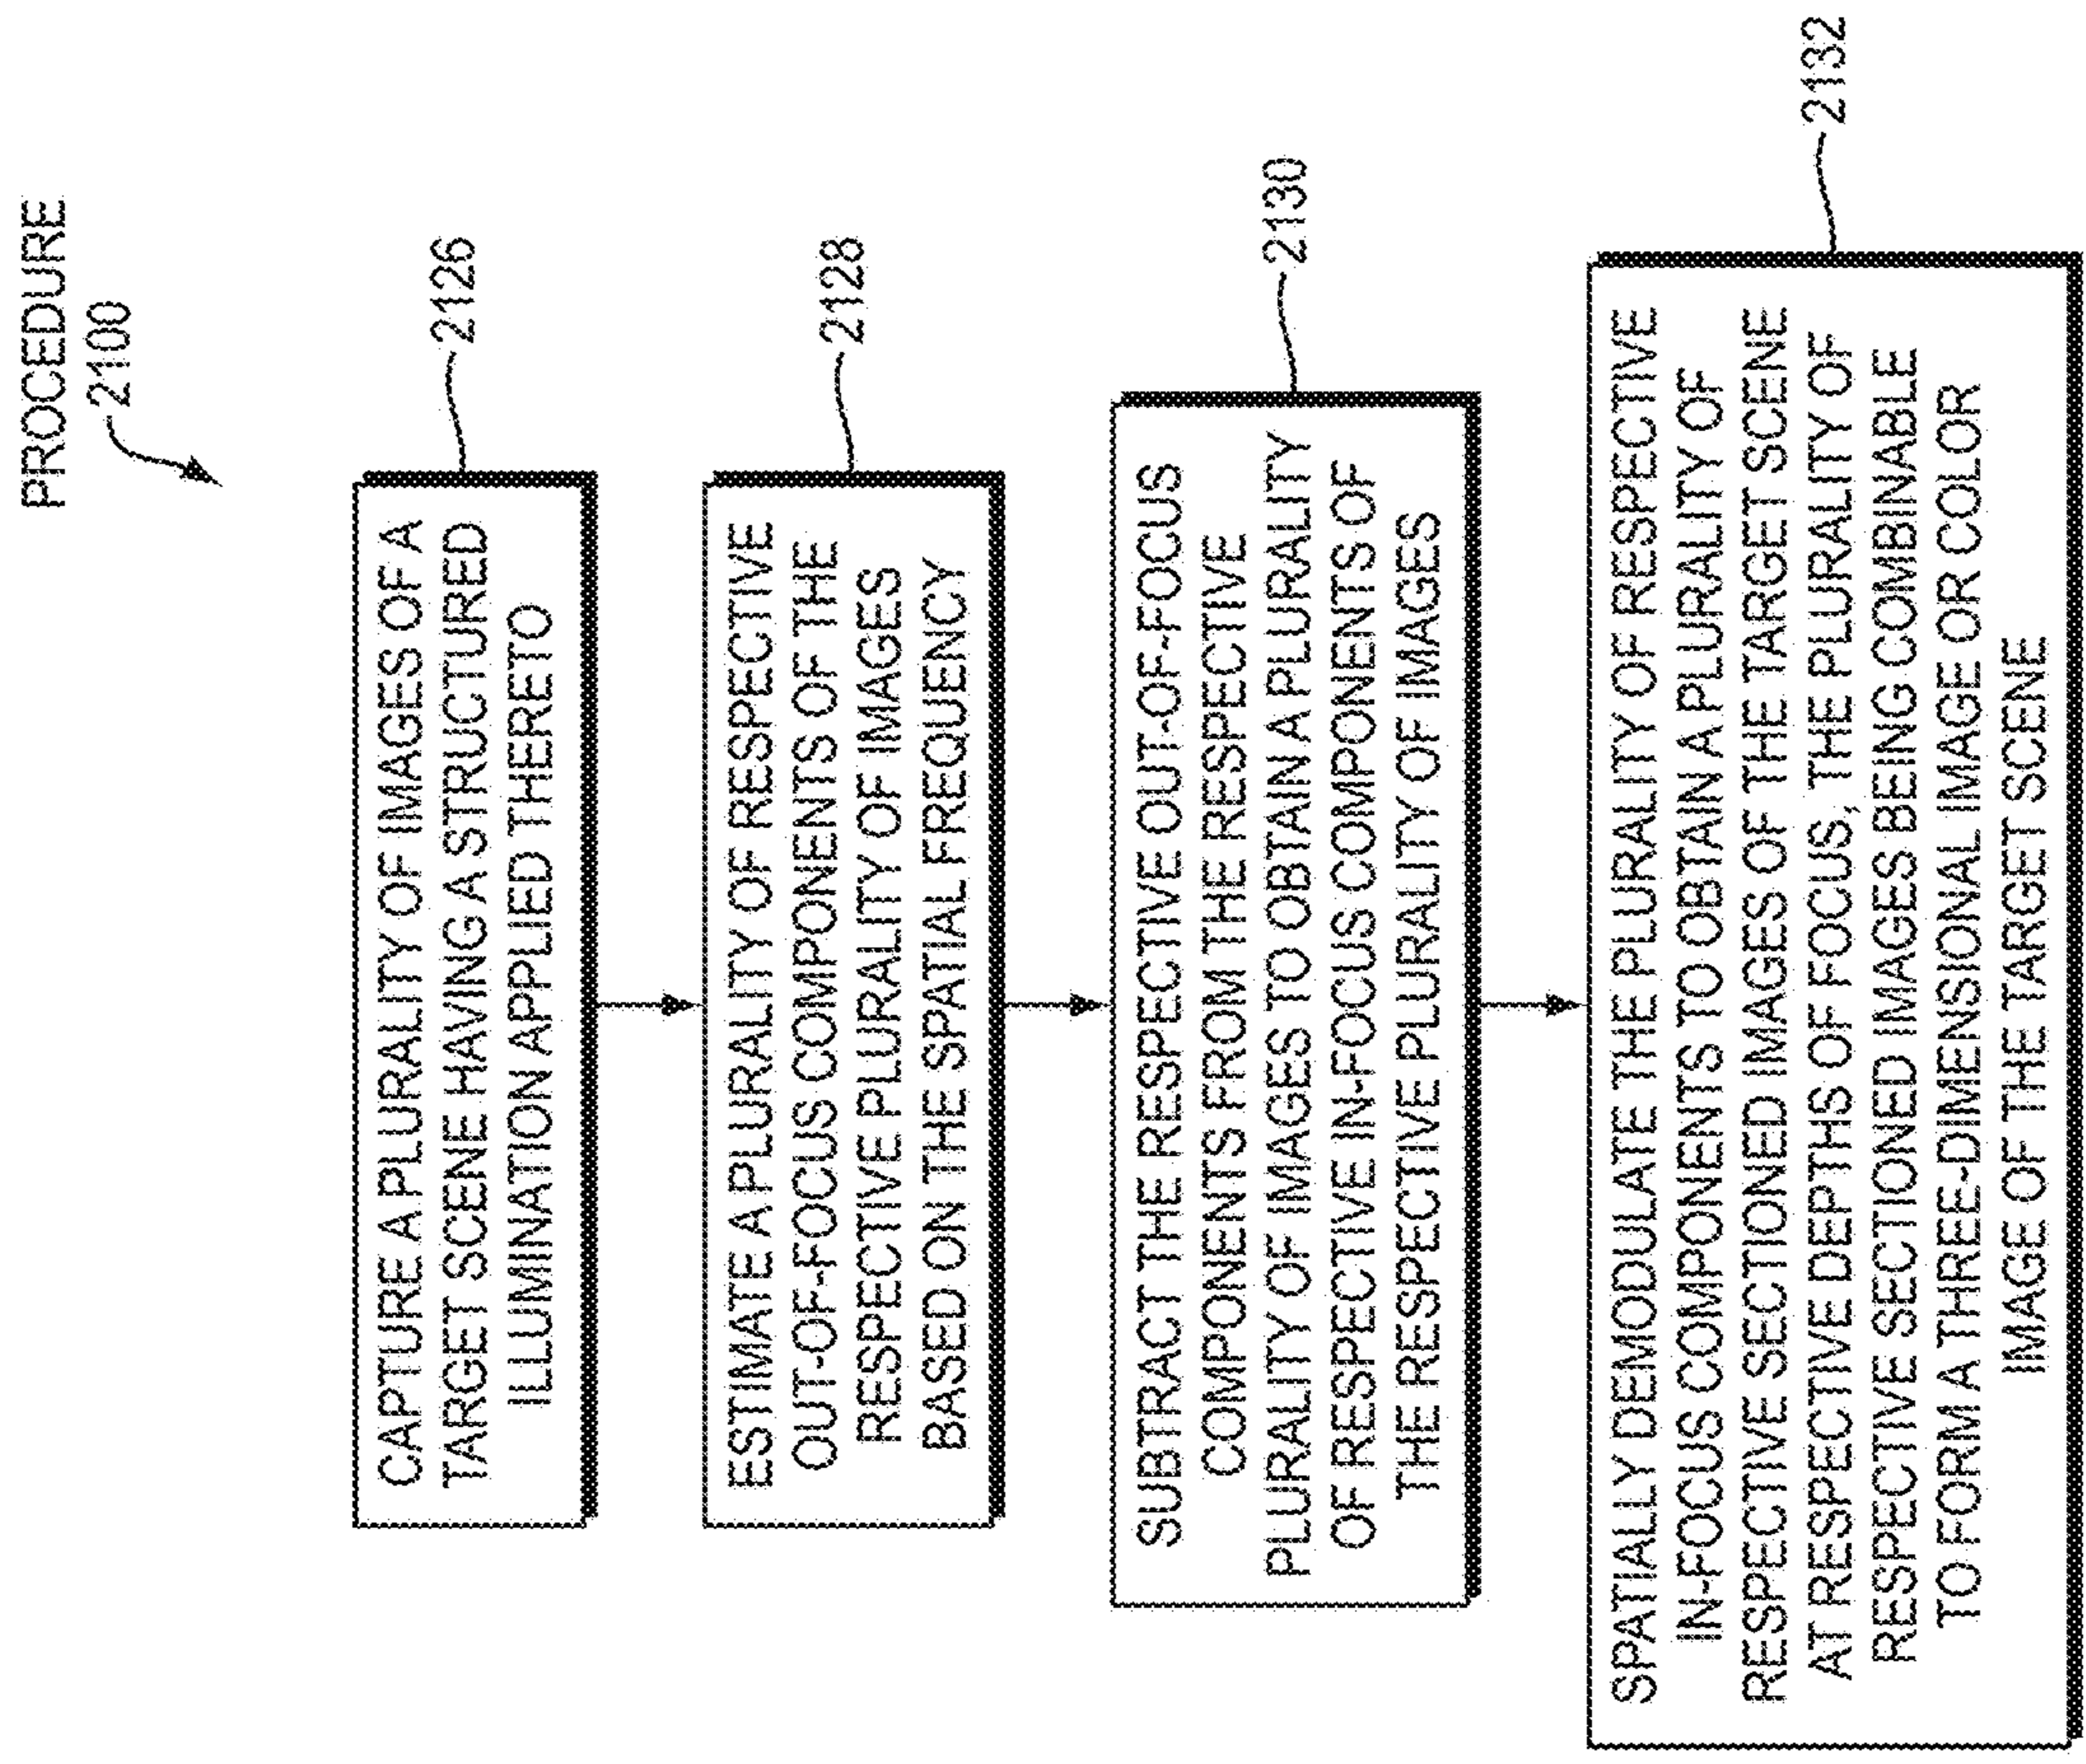 PROCEDURE
2100
CAPTURE A PLURALITY OF IMAGES OF A
TARGET SCENE HAVING A STRUCTURED
ILLUMINATION APPLIED THERETO
2126
ESTIMATE A PLURALITY OF RESPECTIVE
OUT-OF-FOCUS COMPONENTS OF THE
RESPECTIVE PLURALITY OF IMAGES
BASED ON THE SPATIAL FREQUENCY
2128
SUBTRACT THE RESPECTIVE OUT-OF-FOCUS
COMPONENTS FROM THE RESPECTIVE
PLURALITY OF IMAGES TO OBTAIN A PLURALITY
OF RESPECTIVE IN-FOCUS COMPONENTS OF
THE RESPECTIVE PLURALITY OF IMAGES
2130
SPATIALLY DEMODULATE THE PLURALITY OF RESPECTIVE
IN-FOCUS COMPONENTS TO OBTAIN A PLURALITY OF
RESPECTIVE SECTIONED IMAGES OF THE TARGET SCENE
AT RESPECTIVE DEPTHS OF FOCUS, THE PLURALITY OF
RESPECTIVE SECTIONED IMAGES BEING COMBINABLE
TO FORM A THREE-DIMENSIONAL IMAGE OR COLOR
IMAGE OF THE TARGET SCENE
2132